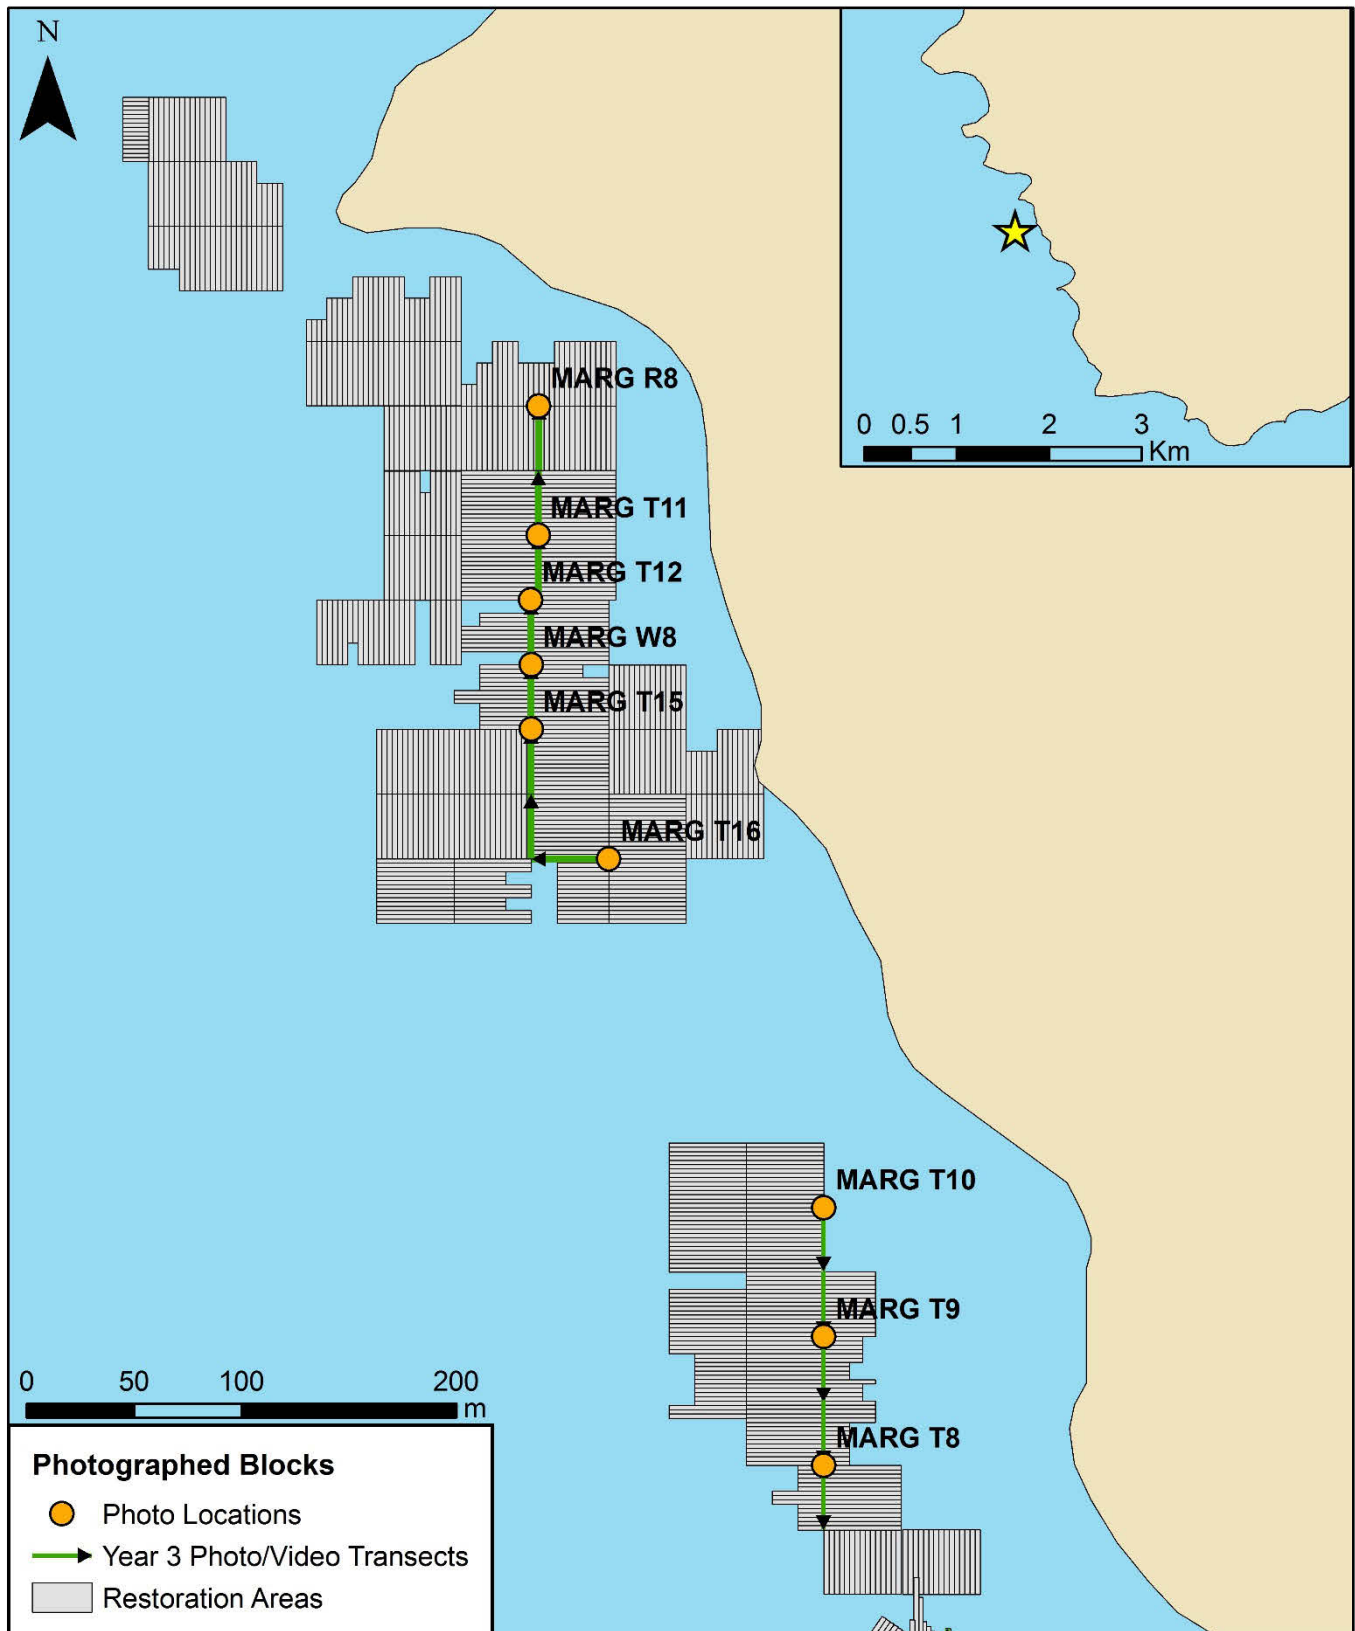 N
0 0.5 1 2 3
Km
MARG R8
MARG T11
MARG T12
MARG W8
MARG T15
MARG T16
MARG T10
MARG T9
MARG T8
0 50 100 200
m
Photographed Blocks
Photo Locations
Year 3 Photo/Video Transects
Restoration Areas